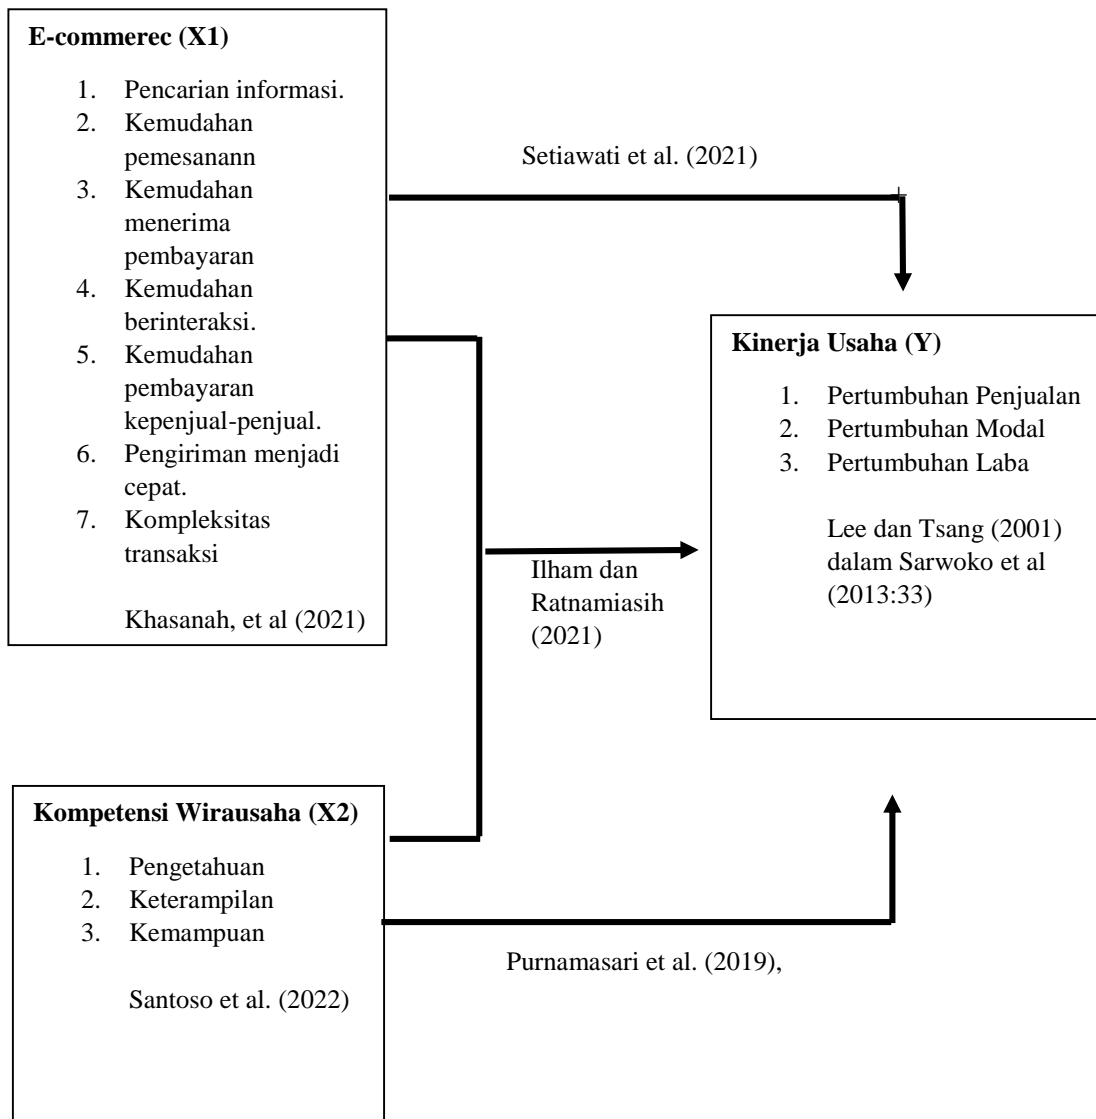 E-commerec (X1)
1. Pencarian informasi.
2. Kemudahan
pemesanann
3. Kemudahan
menerima
pembayaran
4. Kemudahan
berinteraksi.
5. Kemudahan
pembayaran
kepenjual-penjual.
6. Pengiriman menjadi
cepat.
7. Kompleksitas
transaksi
Khasanah, et al (2021)
Setiawati et al. (2021)
Kinerja Usaha (Y)
1. Pertumbuhan Penjualan
2. Pertumbuhan Modal
3. Pertumbuhan Laba
Lee dan Tsang (2001)
dalam Sarwoko et al
(2013:33)
Ilham dan
Ratnamiasih
(2021)
Kompetensi Wirausaha (X2)
1. Pengetahuan
2. Keterampilan
3. Kemampuan
Santoso et al. (2022)
Purnamasari et al. (2019),